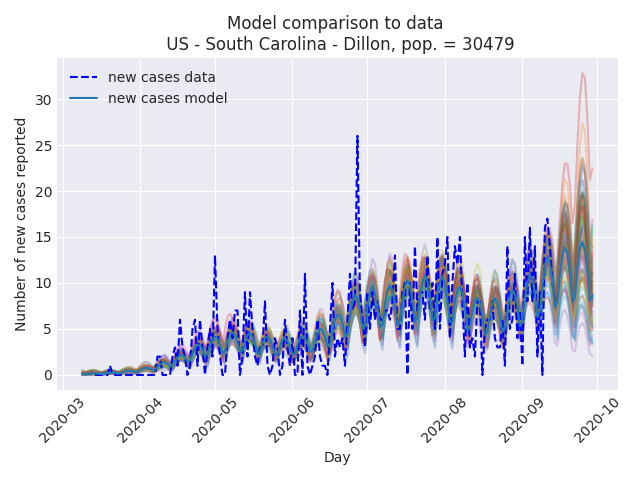 Model comparison to data
US - South Carolina - Dillon, pop. = 30479
new cases data
new cases model
Number of new cases reported
30
25
20
15
10
5
0
2020-03
2020-04
2020-05
2020-06
2020-07
2020-08
2020-09
2020-10
Day